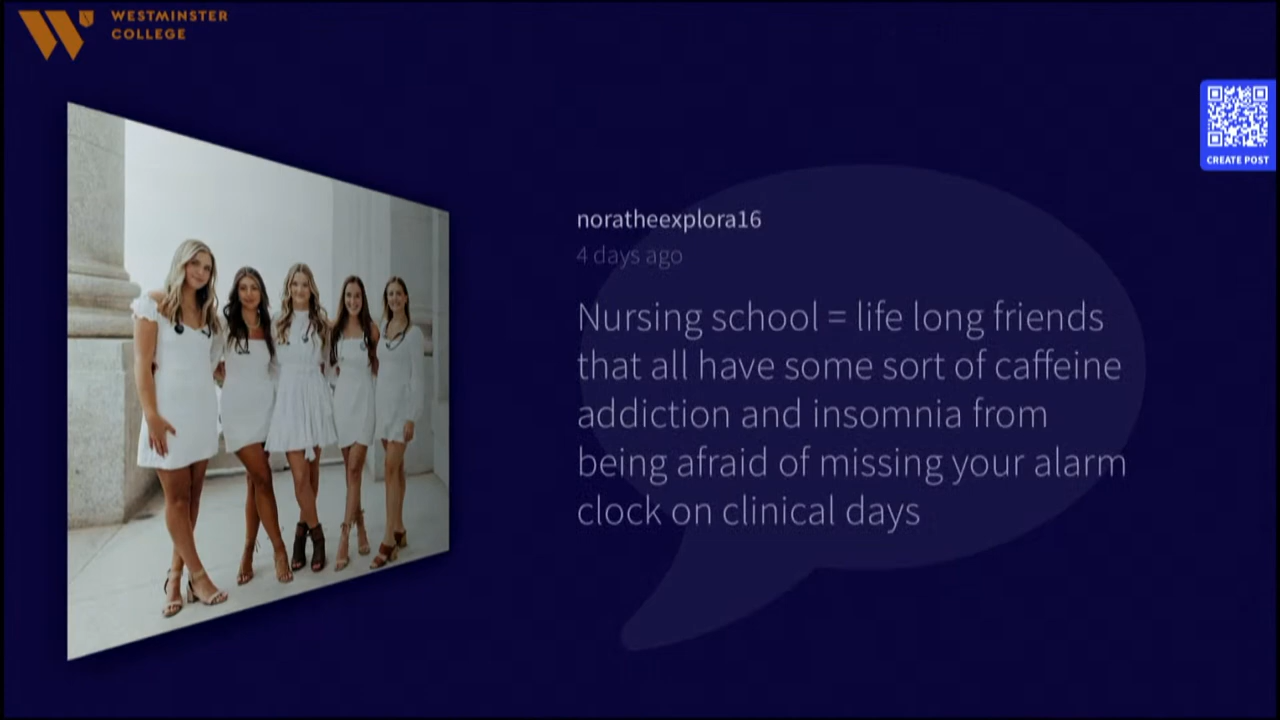 WESTMINSTER
COLLEGE
CREATE POST
noratheexplora16
4 days ago
Nursing school = life long friends
that all have some sort of caffeine
addiction and insomnia from
being afraid of missing your alarm
clock on clinical days